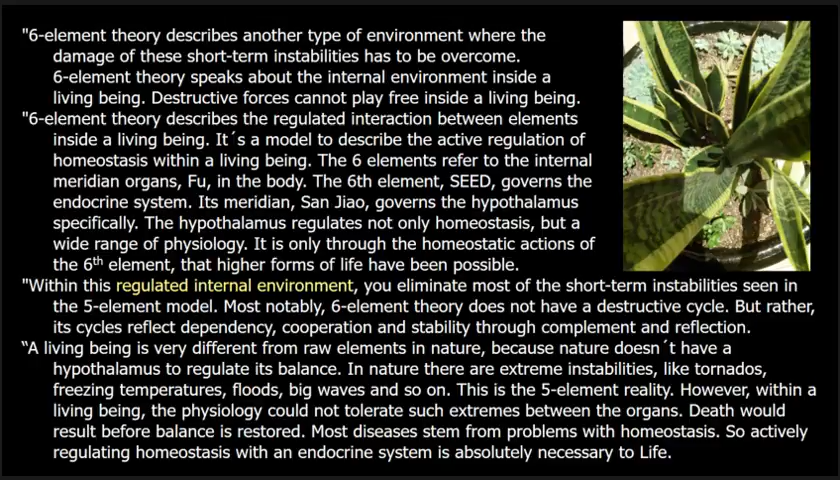 "6-element theory describes another type of environment where the
damage of these short-term instabilities has to be overcome.
6-element theory speaks about the internal environment inside a
living being. Destructive forces cannot play free inside a living being.
"6-element theory describes the regulated interaction between elements
inside a living being. It´s a model to describe the active regulation of
homeostasis within a living being. The 6 elements refer to the internal
meridian organs, Fu, in the body. The 6th element, SEED, governs the
endocrine system. Its meridian, San Jiao, governs the hypothalamus
specifically. The hypothalamus regulates not only homeostasis, but a
wide range of physiology. It is only through the homeostatic actions of
the 6th element, that higher forms of life have been possible.
"Within this regulated internal environment, you eliminate most of the short-term instabilities seen in
the 5-element model. Most notably, 6-element theory does not have a destructive cycle. But rather,
its cycles reflect dependency, cooperation and stability through complement and reflection.
“A living being is very different from raw elements in nature, because nature doesn´t have a
hypothalamus to regulate its balance. In nature there are extreme instabilities, like tornados,
freezing temperatures, floods, big waves and so on. This is the 5-element reality. However, within a
living being, the physiology could not tolerate such extremes between the organs. Death would
result before balance is restored. Most diseases stem from problems with homeostasis. So actively
regulating homeostasis with an endocrine system is absolutely necessary to Life.